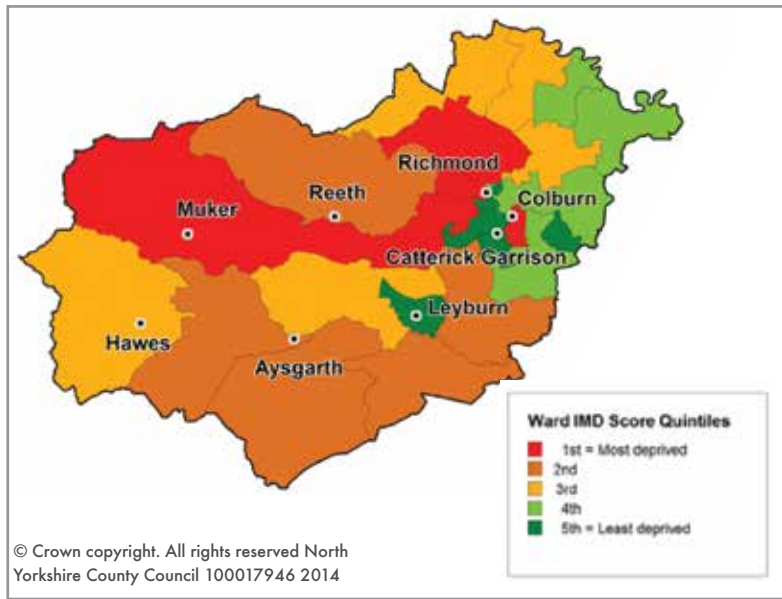 Richmond
Reeth
Colburn
Muker
Catterick Garrison
Leyburn
Hawes
Aysgarth
Ward IMD Score Quintiles
1st = Most deprived
2nd
3rd
4th
5th = Least deprived
© Crown copyright. All rights reserved North
Yorkshire County Council 100017946 2014